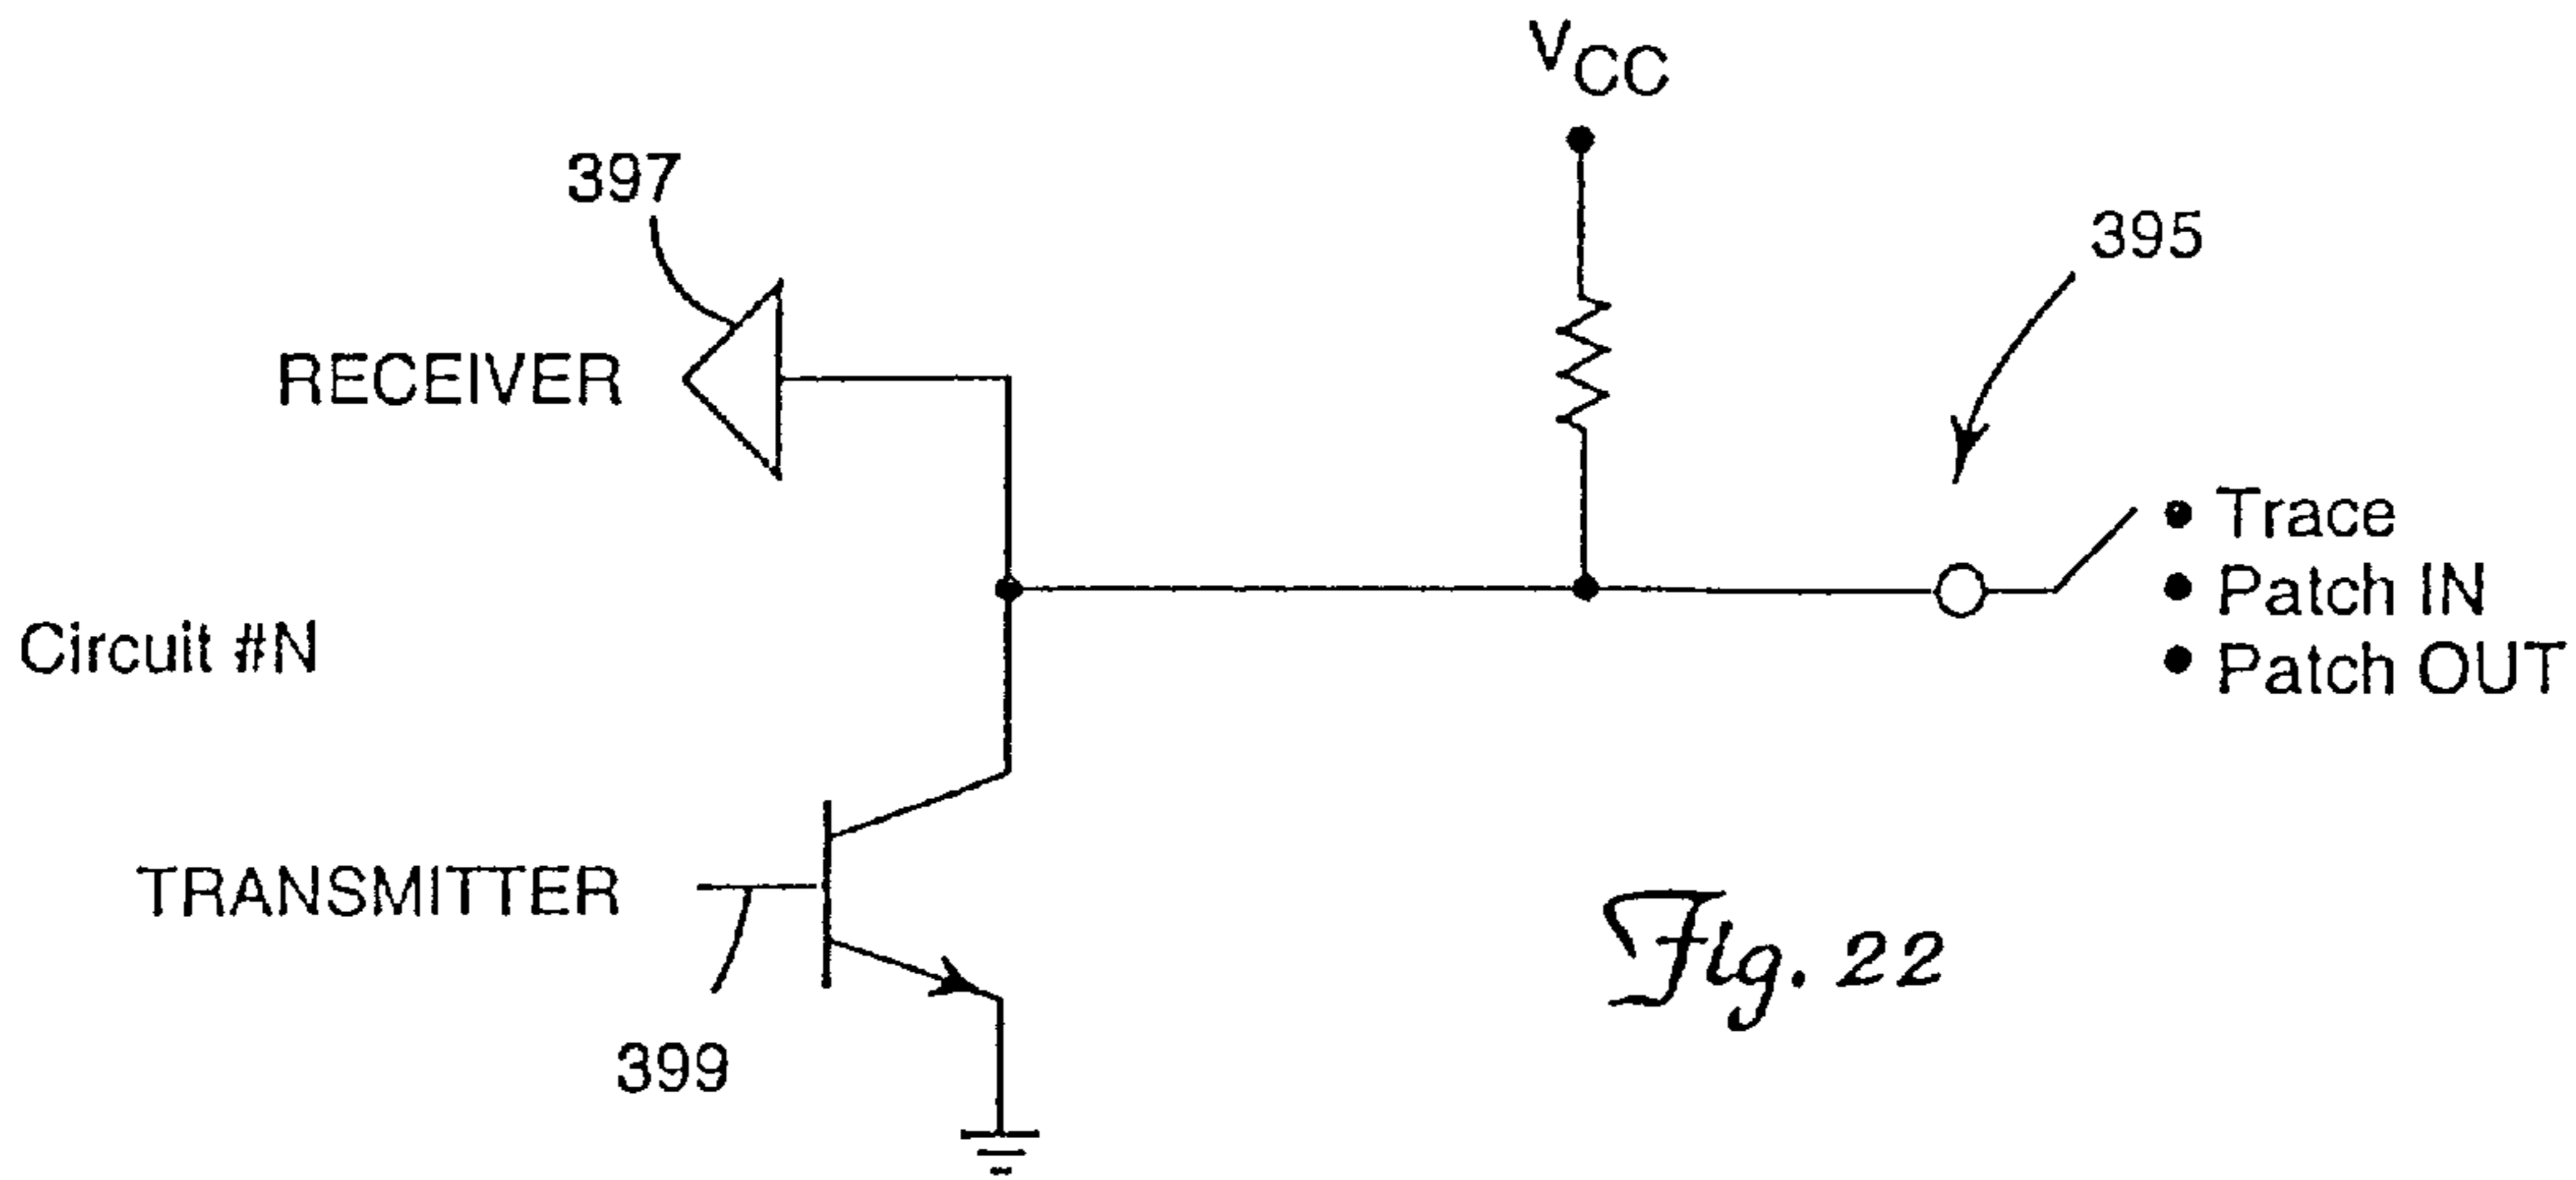 VCC
397
395
RECEIVER
Trace
Patch IN
Patch OUT
Circuit #N
TRANSMITTER
399
Fig. 22